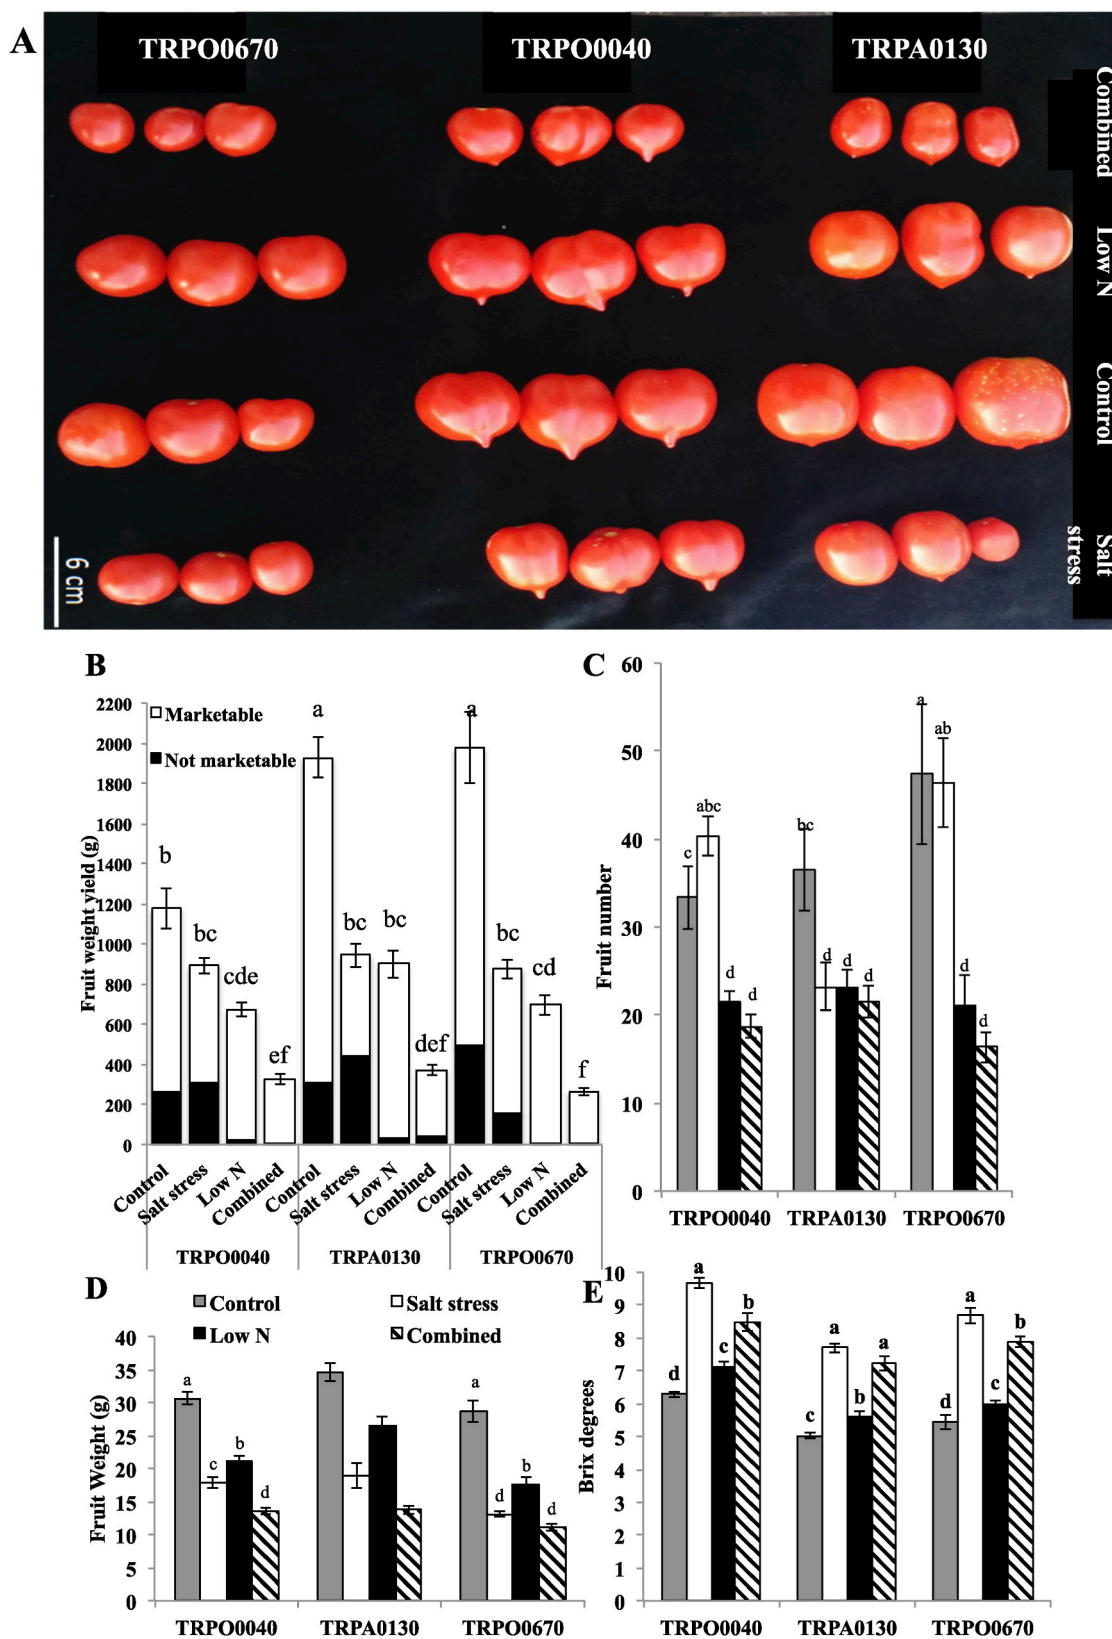 A
TRPO0670 TRPO0040 TRPA0130
Combined
Low N
Control
Salt
stress
6 cm
B
2200
2000
1800
1600
1400
1200
1000
800
600
400
200
0
Fruit weight yield (g)
Marketable
Not marketable
b bc cde ef a bc bc def a bc cd f
Control Salt stress Low N Combined Control Salt stress Low N Combined Control Salt stress Low N Combined
TRPO0040 TRPA0130 TRPO0670
C
60
50
40
30
20
10
0
Fruit number
c abc d d bc d d d a ab d d
TRPO0040 TRPA0130 TRPO0670
D
Control Salt stress
Low N Combined
40
35
30
25
20
15
10
5
0
Fruit Weight (g)
a c b d a d b d
TRPO0040 TRPA0130 TRPO0670
E
10
9
8
7
6
5
4
3
2
1
0
Brix degrees
d a c b c a b a d a c b
TRPO0040 TRPA0130 TRPO0670